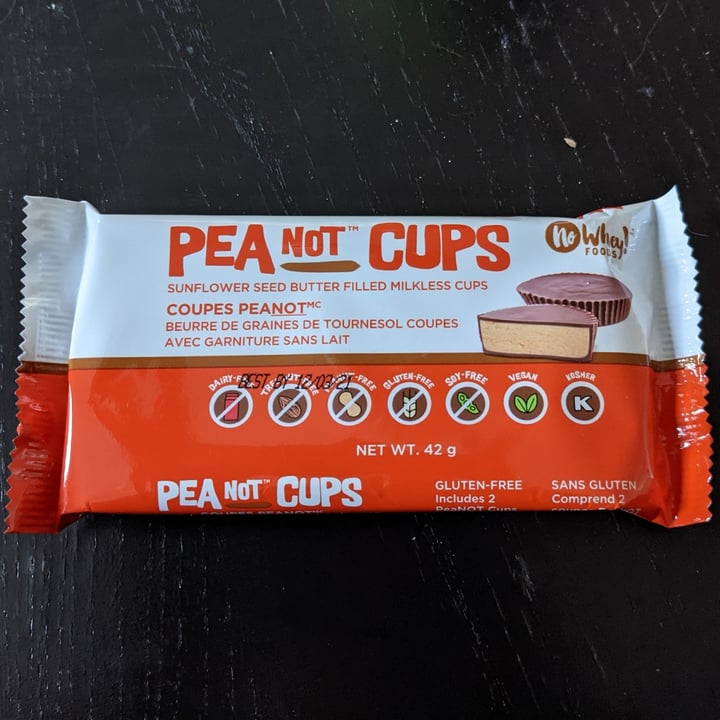 PEA NOT™ CUPS
no Whey!
FOODS
SUNFLOWER SEED BUTTER FILLED MILKLESS CUPS
COUPES PEANOTᴹᶜ
BEURRE DE GRAINES DE TOURNESOL COUPES
AVEC GARNITURE SANS LAIT
GLUTEN-FREE
SOY-FREE
VEGAN
KOSHER
BEST BY 12/03/21
K
NET WT. 42 g
PEA NOT™ CUPS
GLUTEN-FREE
Includes 2
PeaNOT Cups
SANS GLUTEN
Comprend 2